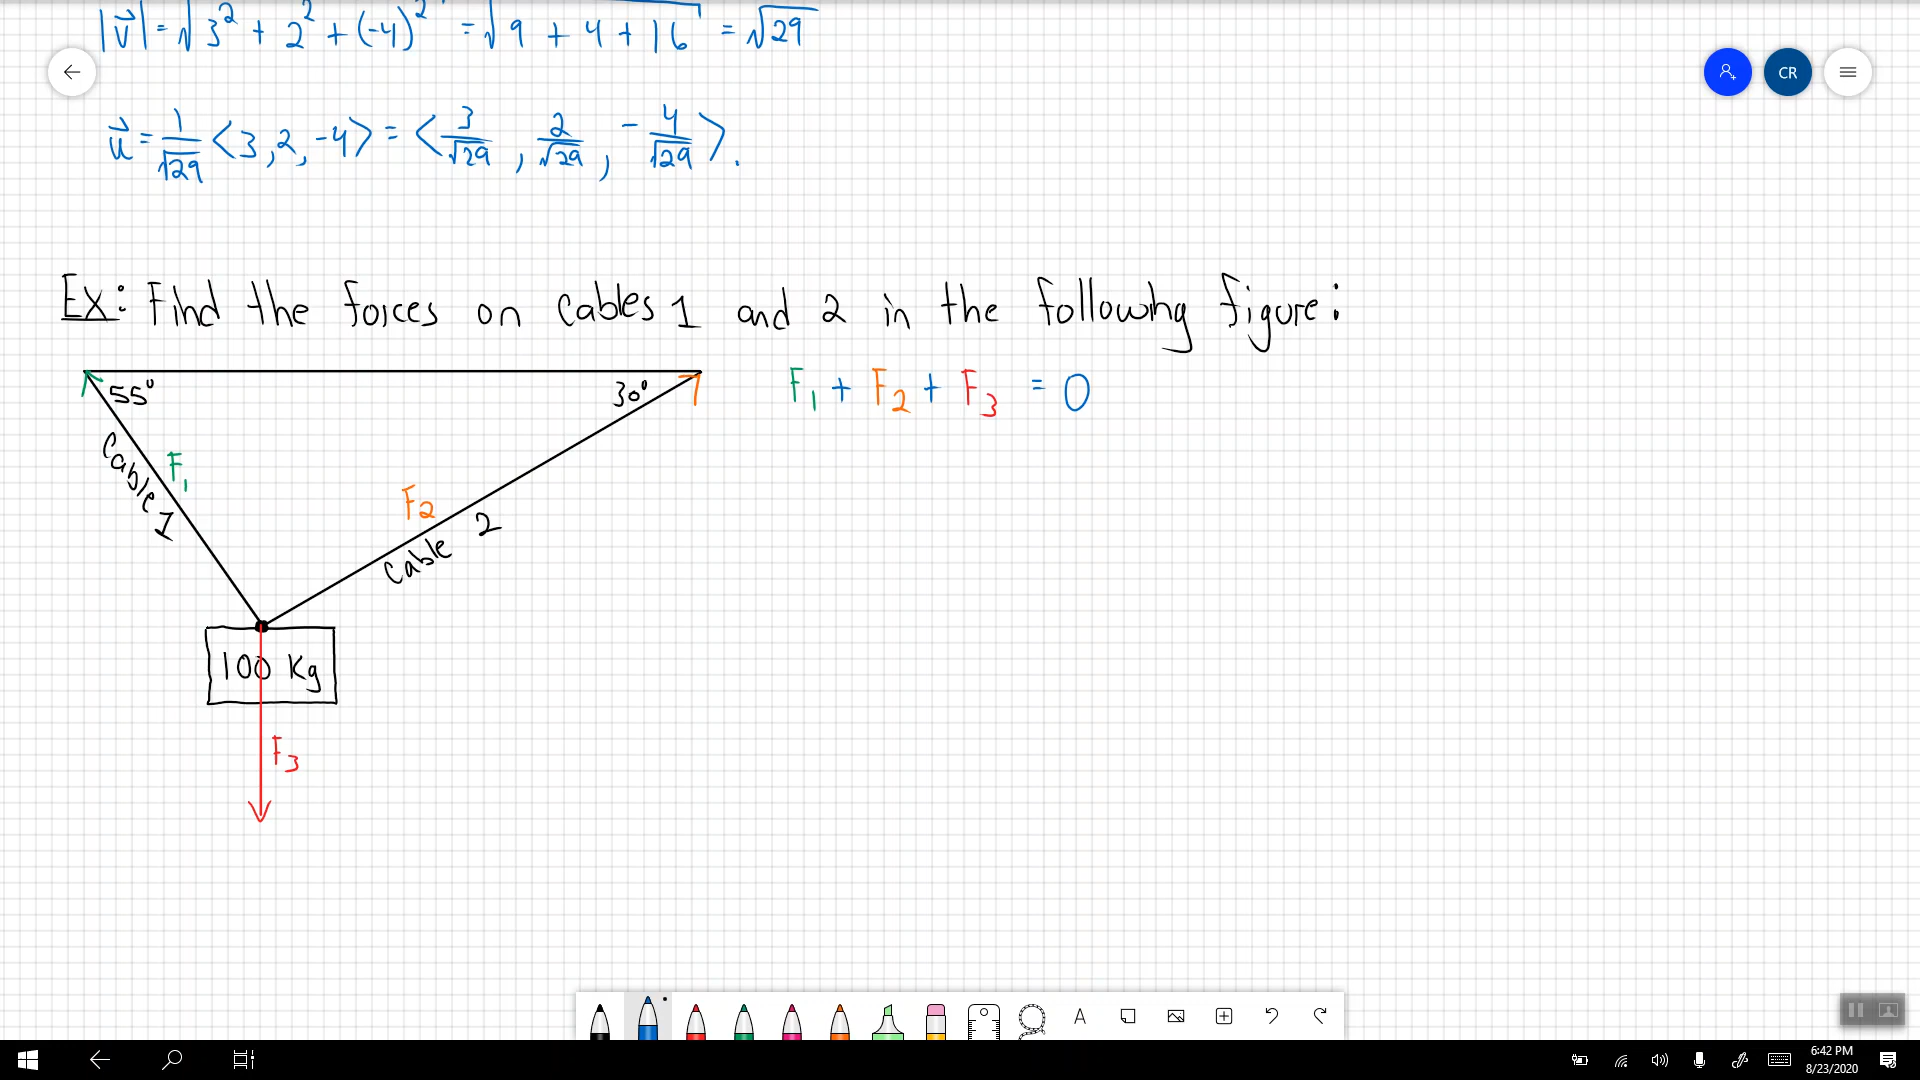 |v⃗| = √3² + 2² + (-4)² = √9 + 4 + 16 = √29
CR
u⃗ = 1/√29 ⟨3, 2, -4⟩ = ⟨3/√29, 2/√29, -4/√29⟩.
Ex: Find the forces on cables 1 and 2 in the following figure:
55°
30°
F₁ + F₂ + F₃ = 0
Cable 1
F₁
F₂
Cable 2
100 Kg
F₃
A
6:42 PM
8/23/2020